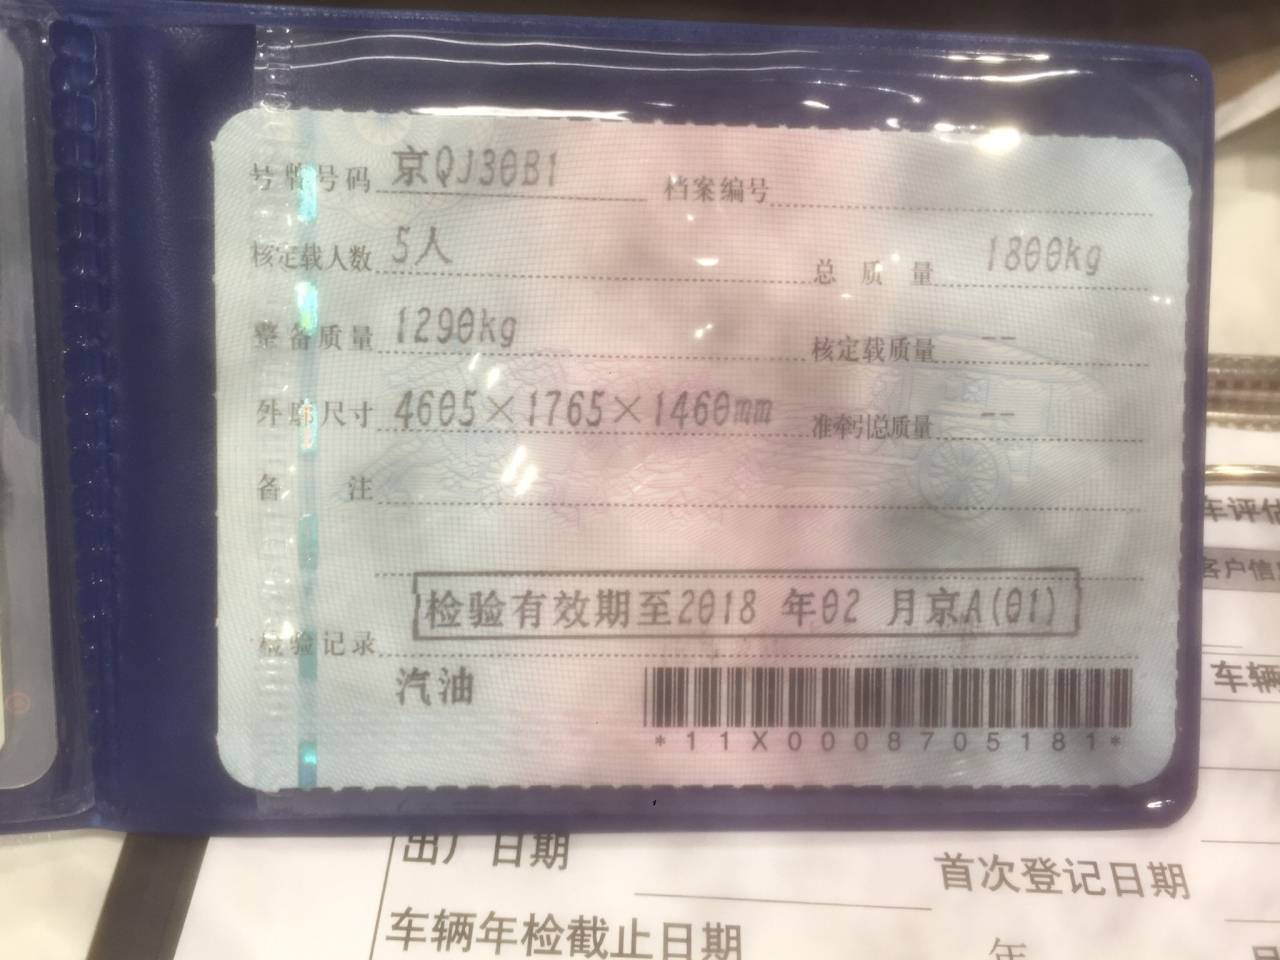 号牌号码 京QJ30B1 档案编号
核定载人数 5人 总质量 1800kg
整备质量 1290kg 核定载质量 --
外廓尺寸 4605×1765×1460mm 准牵引总质量 --
备注
检验有效期至2018 年02 月京A(01)
检验记录
汽油
*11X0008705181*
车评估
客户信息
车辆
出厂日期
首次登记日期
车辆年检截止日期
年